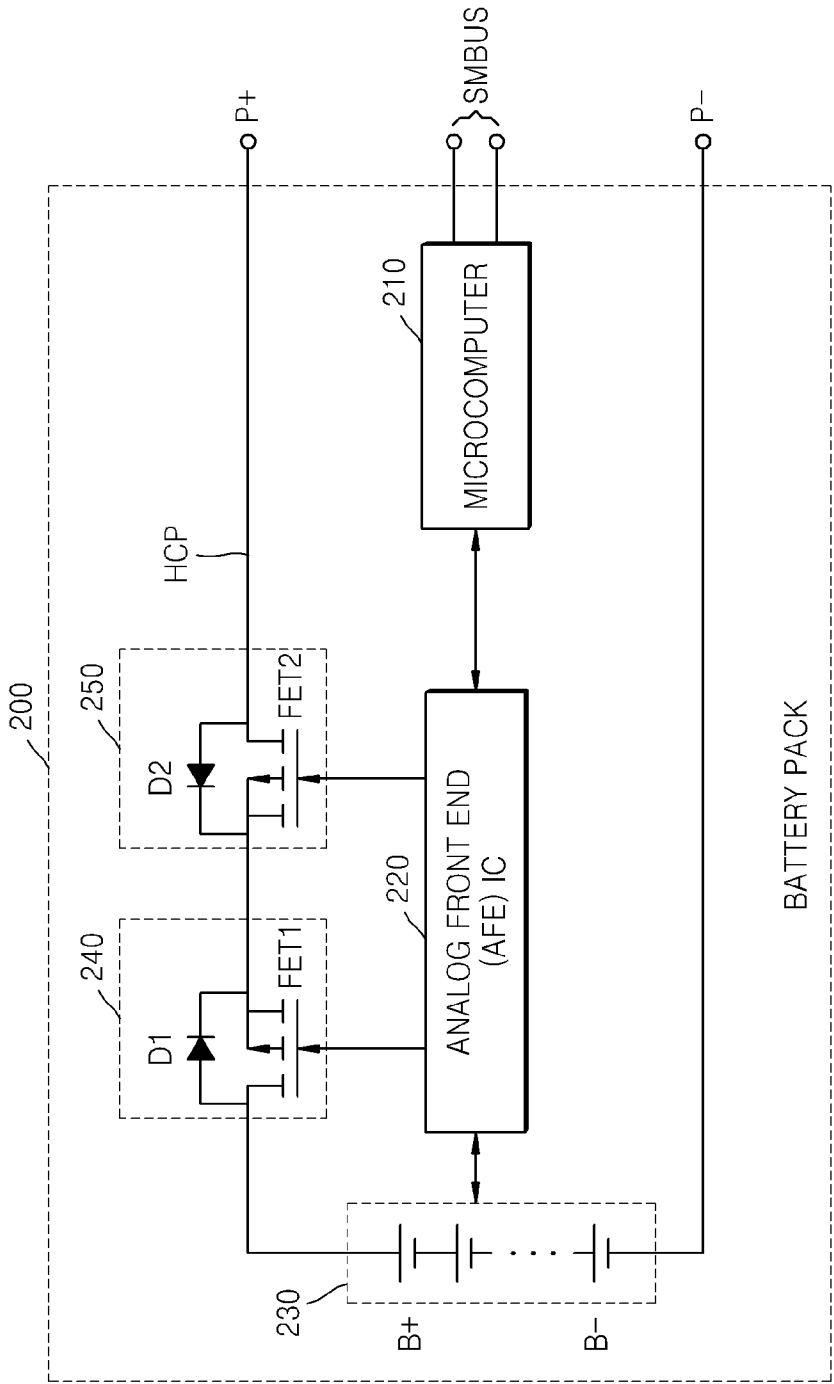 200
240
250
D1
D2
HCP
P+
FET1
FET2
220
210
ANALOG FRONT END
(AFE) IC
MICROCOMPUTER
SMBUS
230
B+
B-
P-
BATTERY PACK